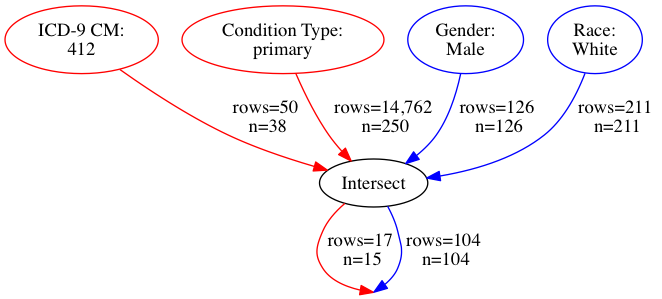 ICD-9 CM:
412
Condition Type:
primary
Gender:
Male
Race:
White
rows=50
n=38
rows=14,762
n=250
rows=126
n=126
rows=211
n=211
Intersect
rows=17
n=15
rows=104
n=104